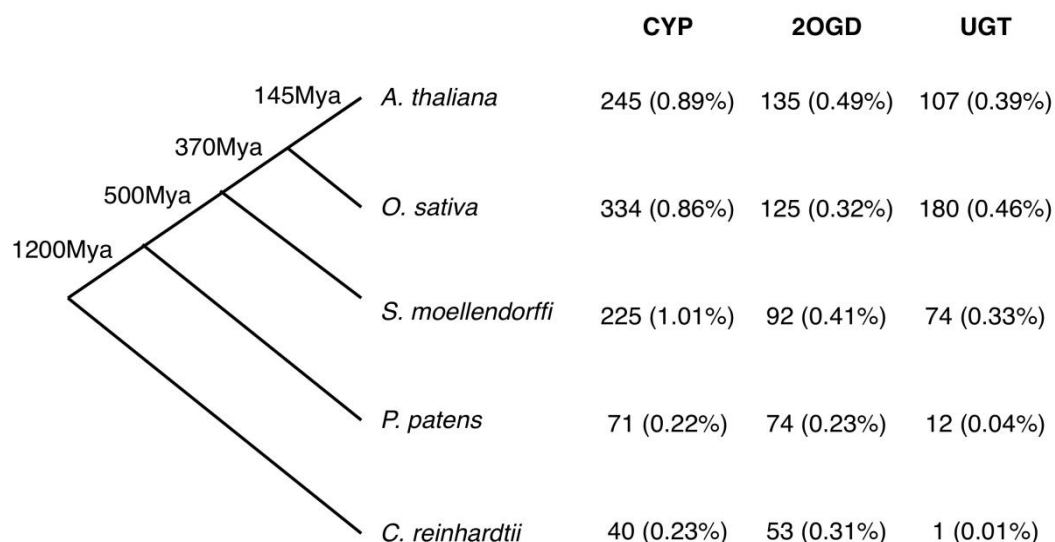 CYP 2OGD UGT
145Mya A. thaliana 245 (0.89%) 135 (0.49%) 107 (0.39%)
370Mya
500Mya O. sativa 334 (0.86%) 125 (0.32%) 180 (0.46%)
1200Mya
S. moellendorffi 225 (1.01%) 92 (0.41%) 74 (0.33%)
P. patens 71 (0.22%) 74 (0.23%) 12 (0.04%)
C. reinhardtii 40 (0.23%) 53 (0.31%) 1 (0.01%)